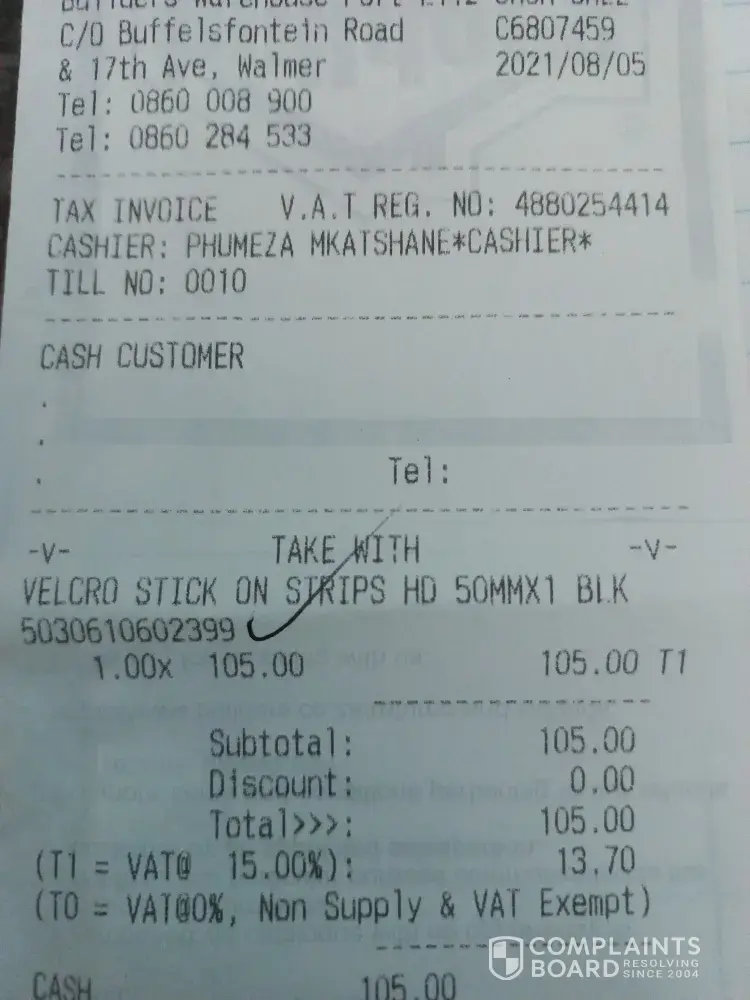 Builders Warehouse Port
C/O Buffelsfontein Road C6807459
& 17th Ave, Walmer 2021/08/05
Tel: 0860 008 900
Tel: 0860 284 533
TAX INVOICE V.A.T REG. NO: 4880254414
CASHIER: PHUMEZA MKATSHANE*CASHIER*
TILL NO: 0010
CASH CUSTOMER
.
.
. Tel:
-V- TAKE WITH -V-
VELCRO STICK ON STRIPS HD 50MMX1 BLK
5030610602399
1.00x 105.00 105.00 T1
Subtotal: 105.00
Discount: 0.00
Total>>>: 105.00
(T1 = VAT@ 15.00%): 13.70
(T0 = VAT@0%, Non Supply & VAT Exempt)
CASH 105.00
COMPLAINTS
BOARD RESOLVING SINCE 2004